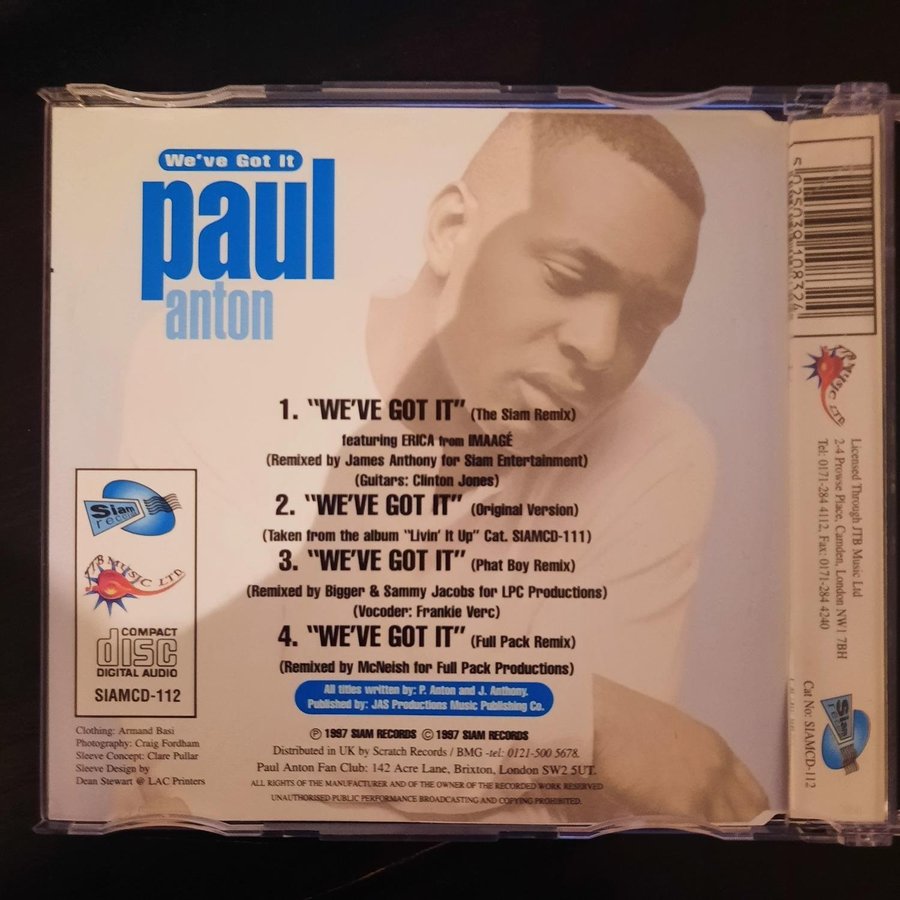 We've Got It
paul
anton
1. "WE'VE GOT IT" (The Siam Remix)
featuring ERICA from IMAAGÉ
(Remixed by James Anthony for Siam Entertainment)
(Guitars: Clinton Jones)
2. "WE'VE GOT IT" (Original Version)
(Taken from the album "Livin' It Up" Cat. SIAMCD-111)
3. "WE'VE GOT IT" (Phat Boy Remix)
(Remixed by Bigger & Sammy Jacobs for LPC Productions)
(Vocoder: Frankie Verc)
4. "WE'VE GOT IT" (Full Pack Remix)
(Remixed by McNeish for Full Pack Productions)
All titles written by: P. Anton and J. Anthony.
Published by: JAS Productions Music Publishing Co.
℗ 1997 SIAM RECORDS © 1997 SIAM RECORDS
Distributed in UK by Scratch Records / BMG -tel: 0121-500 5678.
Paul Anton Fan Club: 142 Acre Lane, Brixton, London SW2 5UT.
ALL RIGHTS OF THE MANUFACTURER AND OF THE OWNER OF THE RECORDED WORK RESERVED
UNAUTHORISED PUBLIC PERFORMANCE BROADCASTING AND COPYING PROHIBITED.
Siam
records
JTB MUSIC LTD
COMPACT
disc
DIGITAL AUDIO
SIAMCD-112
Clothing: Armand Basi
Photography: Craig Fordham
Sleeve Concept: Clare Pullar
Sleeve Design by
Dean Stewart @ LAC Printers
5 025039 108324
JTB MUSIC LTD
Licensed Through JTB Music Ltd
2-4 Prowse Place, Camden, London NW1 7BH
Tel: 0171-284 4112, Fax: 0171-284 4240
Siam
records
Cat No: SIAMCD-112